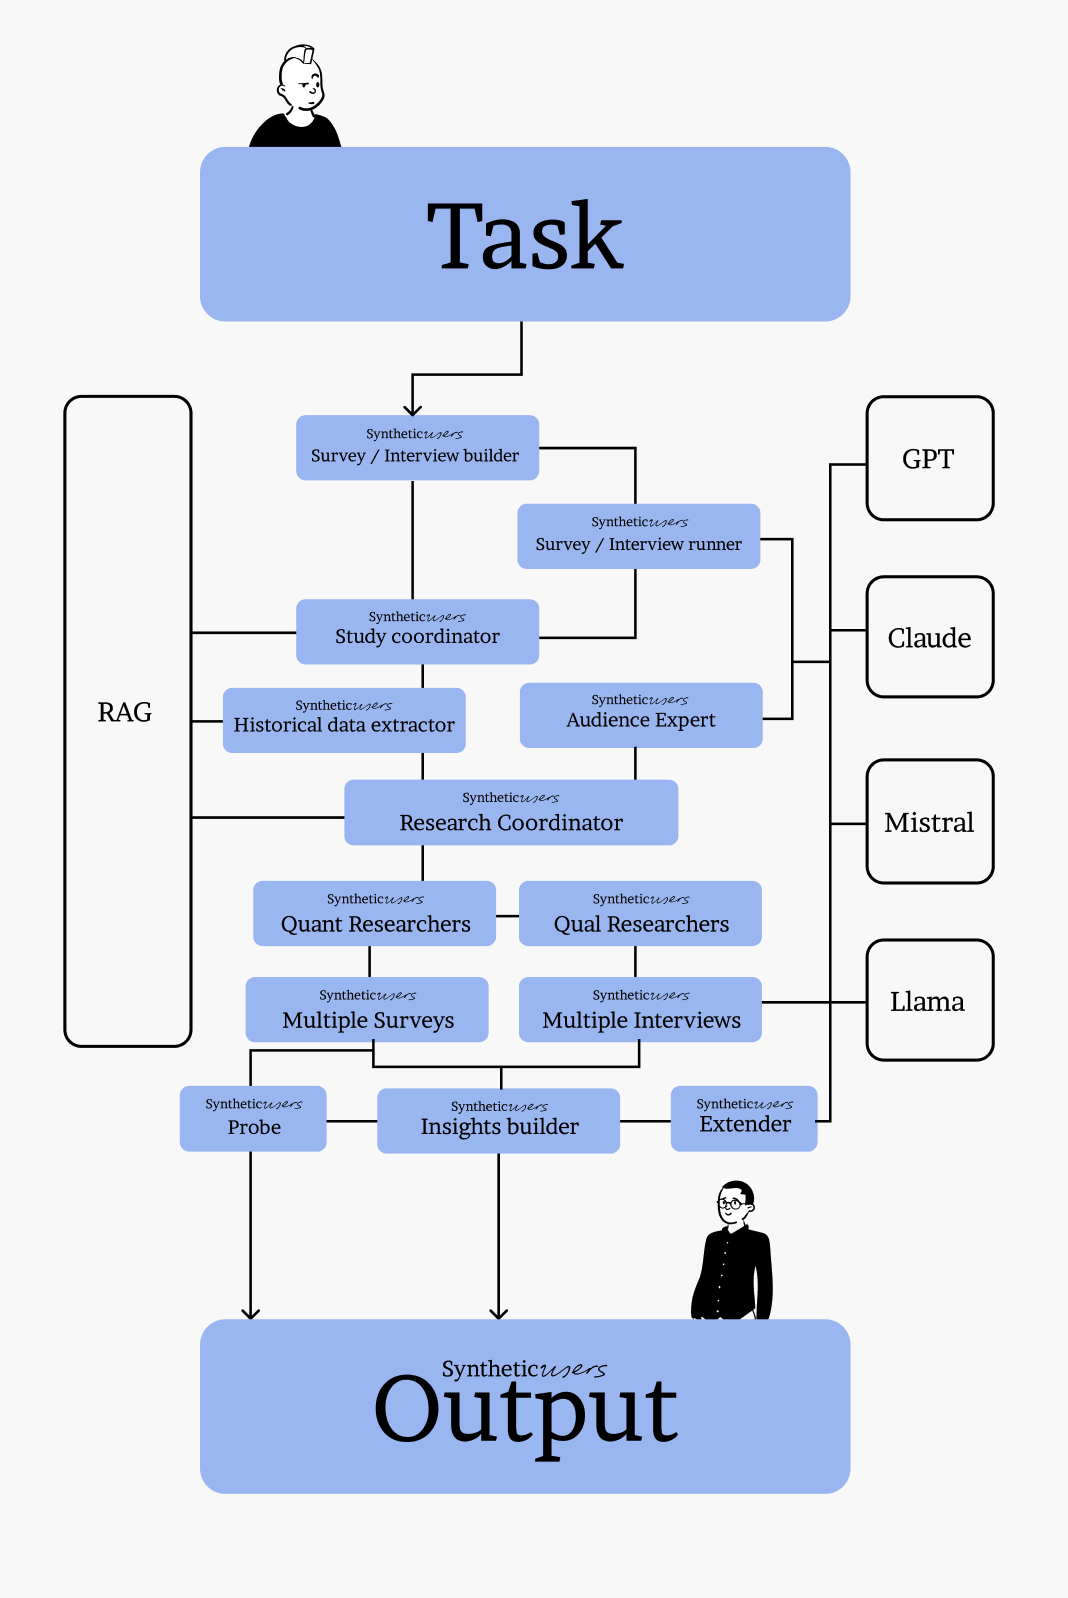 Task
Syntheticusers
Survey / Interview builder
GPT
Syntheticusers
Survey / Interview runner
Syntheticusers
Study coordinator
Claude
RAG
Syntheticusers
Historical data extractor
Syntheticusers
Audience Expert
Syntheticusers
Research Coordinator
Mistral
Syntheticusers
Quant Researchers
Syntheticusers
Qual Researchers
Syntheticusers
Multiple Surveys
Syntheticusers
Multiple Interviews
Llama
Syntheticusers
Probe
Syntheticusers
Insights builder
Syntheticusers
Extender
Syntheticusers
Output